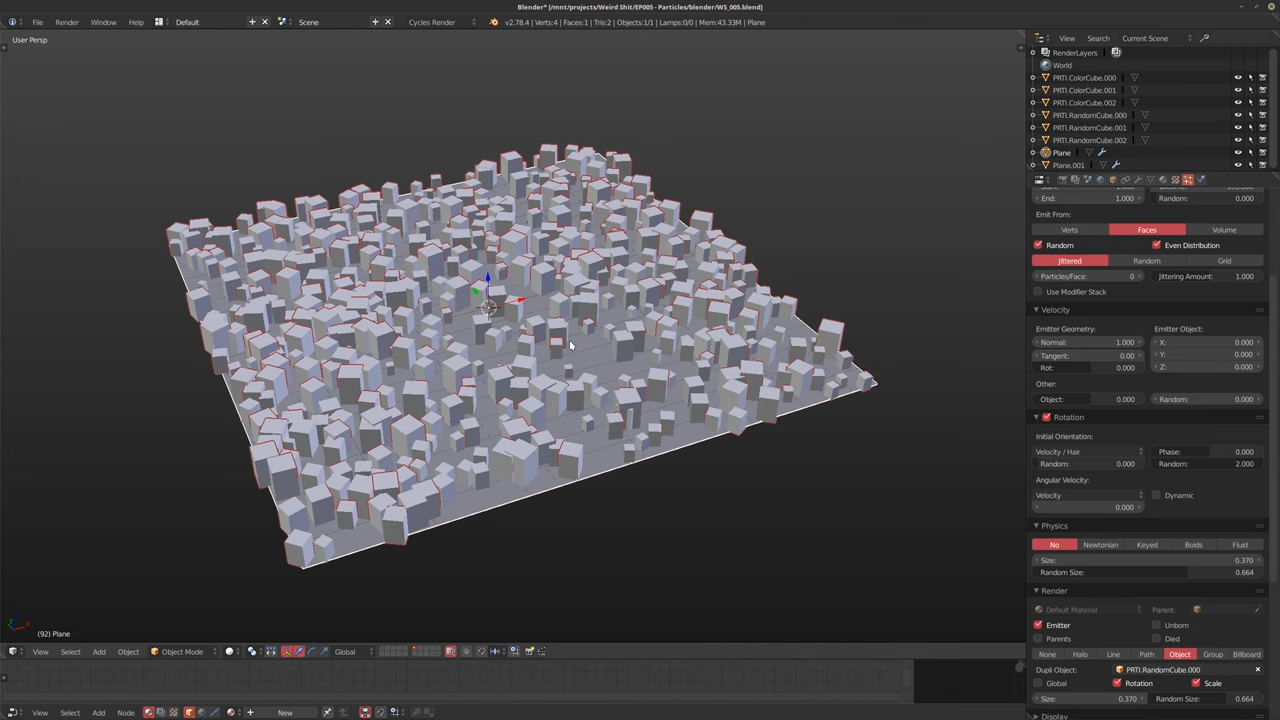 Blender* [/mnt/projects/Weird Shit/EP005 - Particles/blender/WS_005.blend]
File Render Window Help Default Scene Cycles Render v2.78.4 | Verts:4 | Faces:1 | Tris:2 | Objects:1/1 | Lamps:0/0 | Mem:43.33M | Plane
User Persp
View Search Current Scene
RenderLayers
World
PRTI.ColorCube.000
PRTI.ColorCube.001
PRTI.ColorCube.002
PRTI.RandomCube.000
PRTI.RandomCube.001
PRTI.RandomCube.002
Plane
Plane.001
End: 1.000 Random: 0.000
Emit From:
Verts Faces Volume
Random Even Distribution
Jittered Random Grid
Particles/Face: 0 Jittering Amount: 1.000
Use Modifier Stack
Velocity
Emitter Geometry: Emitter Object:
Normal: 1.000 X: 0.000
Tangent: 0.00 Y: 0.000
Rot: 0.000 Z: 0.000
Other:
Object: 0.000 Random: 0.000
Rotation
Initial Orientation:
Velocity / Hair Phase: 0.000
Random: 0.000 Random: 2.000
Angular Velocity:
Velocity Dynamic
0.000
Physics
No Newtonian Keyed Boids Fluid
Size: 0.370
Random Size: 0.664
Render
Default Material Parent:
Emitter Unborn
Parents Died
None Halo Line Path Object Group Billboard
Dupli Object: PRTI.RandomCube.000
Global Rotation Scale
Size: 0.370 Random Size: 0.664
Display
(92) Plane
View Select Add Object Object Mode Global
View Select Add Node New